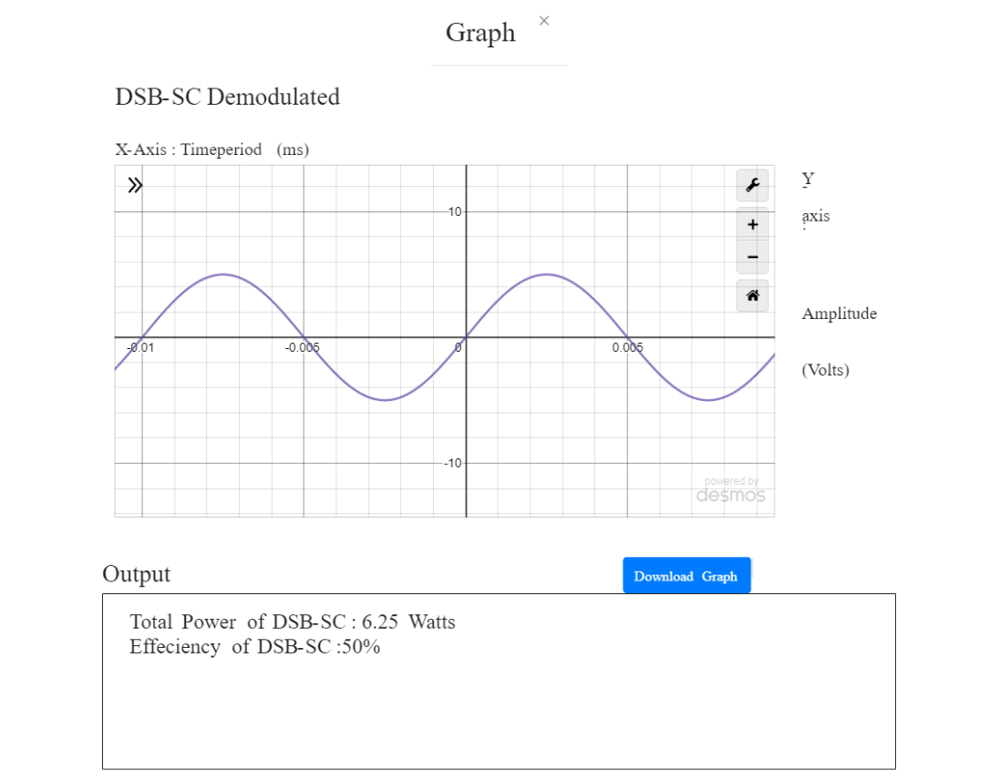 Graph ×
DSB-SC Demodulated
X-Axis : Timeperiod (ms)
Y
-
axis
:
Amplitude
(Volts)
10
-0.01 -0.005 0 0.005
-10
+
−
powered by
desmos
Output
Download Graph
Total Power of DSB-SC : 6.25 Watts
Effeciency of DSB-SC :50%